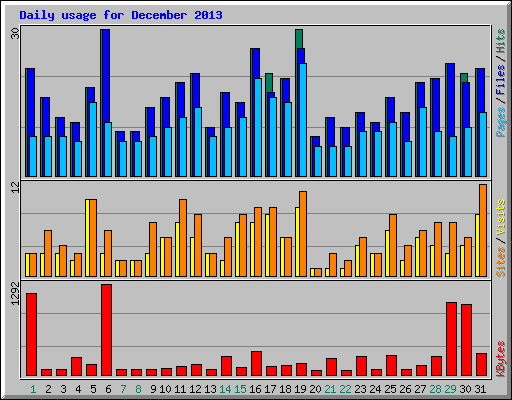 Daily usage for December 2013
30
Pages / Files / Hits
12
Sites / Visits
1292
KBytes
1 2 3 4 5 6 7 8 9 10 11 12 13 14 15 16 17 18 19 20 21 22 23 24 25 26 27 28 29 30 31